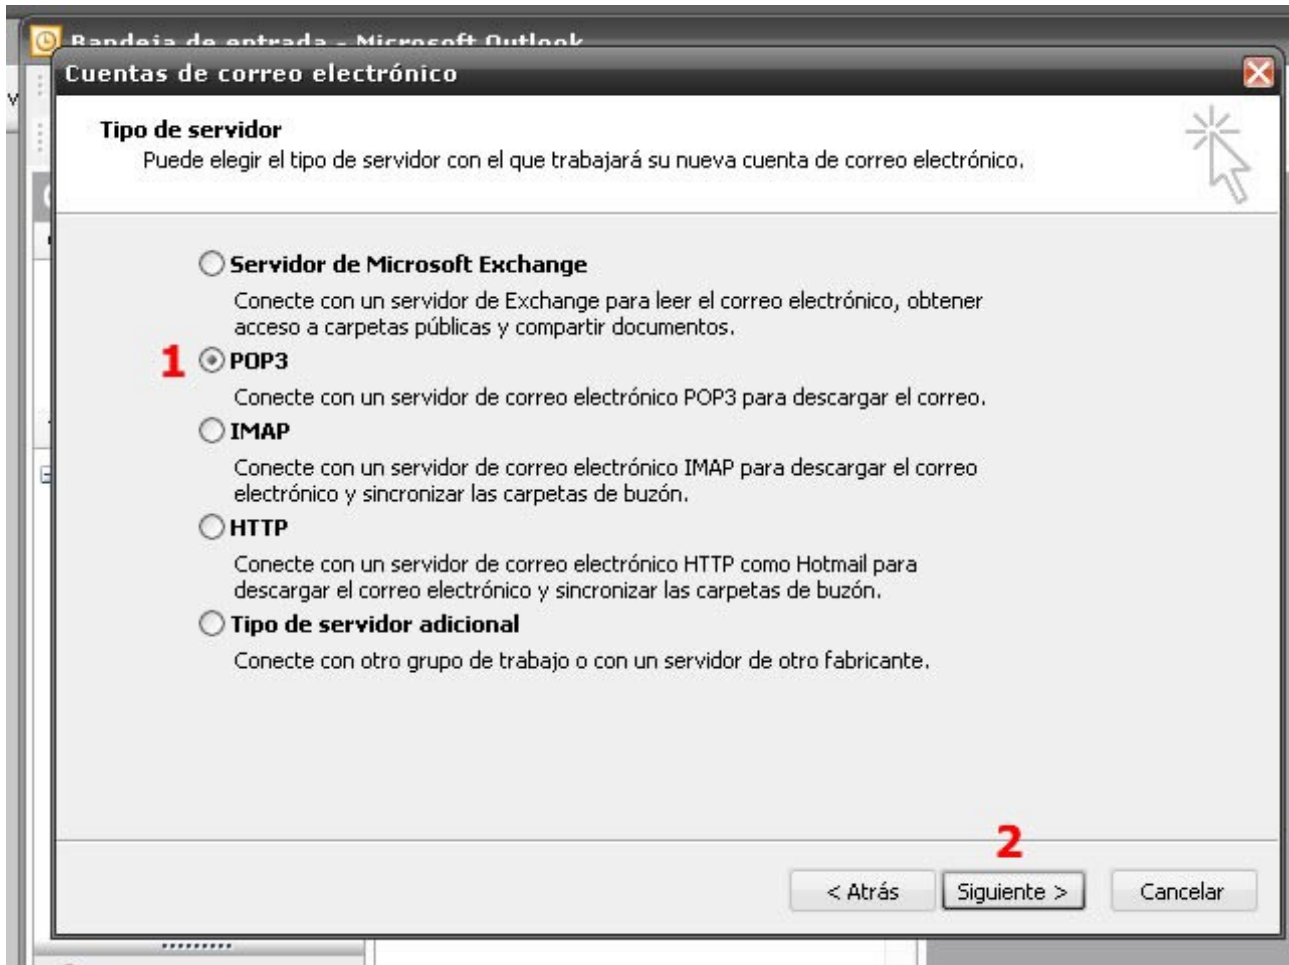 Bandeja de entrada - Microsoft Outlook
Cuentas de correo electrónico
Tipo de servidor
Puede elegir el tipo de servidor con el que trabajará su nueva cuenta de correo electrónico.
Servidor de Microsoft Exchange
Conecte con un servidor de Exchange para leer el correo electrónico, obtener
acceso a carpetas públicas y compartir documentos.
1 POP3
Conecte con un servidor de correo electrónico POP3 para descargar el correo.
IMAP
Conecte con un servidor de correo electrónico IMAP para descargar el correo
electrónico y sincronizar las carpetas de buzón.
HTTP
Conecte con un servidor de correo electrónico HTTP como Hotmail para
descargar el correo electrónico y sincronizar las carpetas de buzón.
Tipo de servidor adicional
Conecte con otro grupo de trabajo o con un servidor de otro fabricante.
2
< Atrás Siguiente > Cancelar